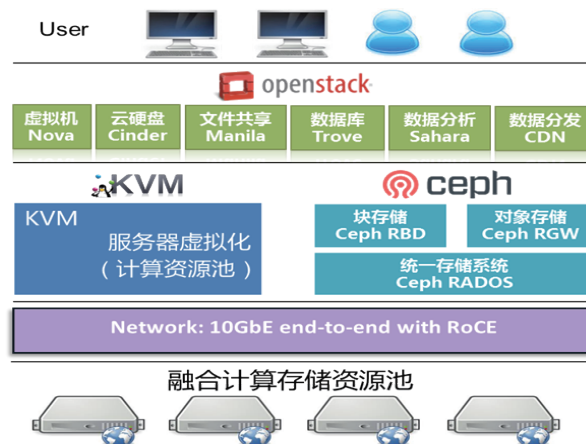 User
openstack
虚拟机
Nova
云硬盘
Cinder
文件共享
Manila
数据库
Trove
数据分析
Sahara
数据分发
CDN
KVM
ceph
KVM
服务器虚拟化
（计算资源池）
块存储
Ceph RBD
对象存储
Ceph RGW
统一存储系统
Ceph RADOS
Network: 10GbE end-to-end with RoCE
融合计算存储资源池